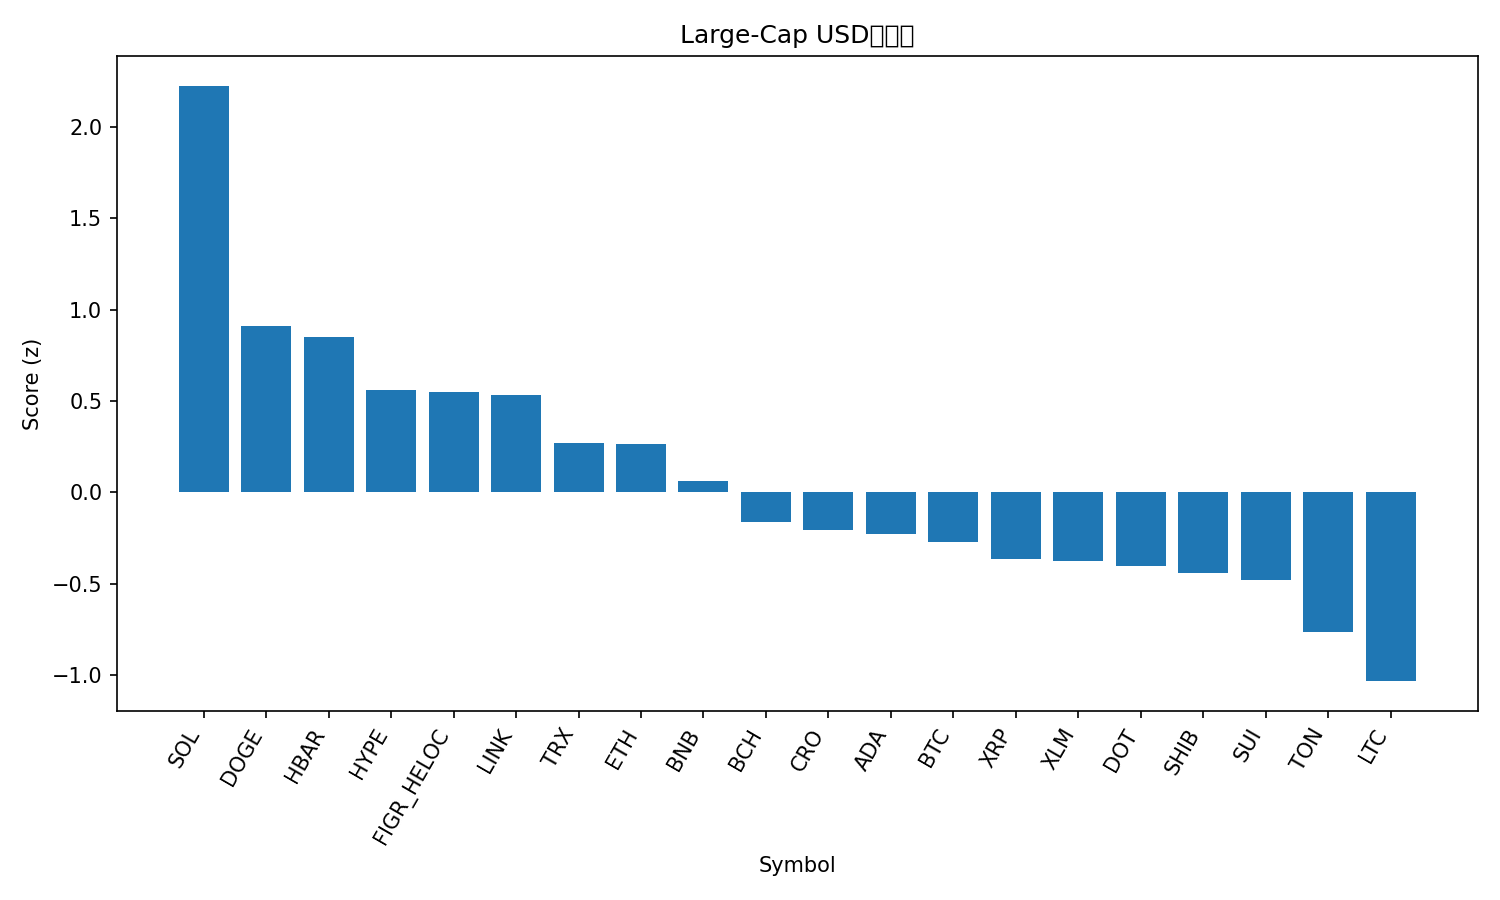 Large-Cap USD
Score (z)
2.0
1.5
1.0
0.5
0.0
−0.5
−1.0
SOL
DOGE
HBAR
HYPE
FIGR_HELOC
LINK
TRX
ETH
BNB
BCH
CRO
ADA
BTC
XRP
XLM
DOT
SHIB
SUI
TON
LTC
Symbol